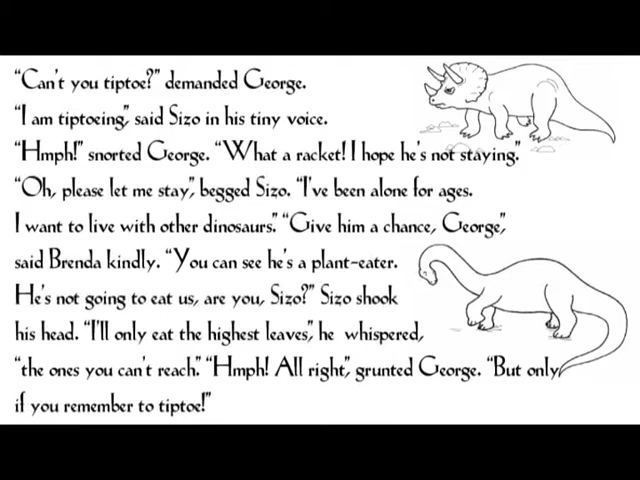 “Can't you tiptoe?” demanded George.
“I am tiptoeing,” said Sizo in his tiny voice.
“Hmph!” snorted George. “What a racket! I hope he's not staying.”
“Oh, please let me stay,” begged Sizo. “I've been alone for ages.
I want to live with other dinosaurs.” “Give him a chance, George,”
said Brenda kindly. “You can see he's a plant-eater.
He's not going to eat us, are you, Sizo?” Sizo shook
his head. “I'll only eat the highest leaves,” he whispered,
“the ones you can't reach.” “Hmph! All right,” grunted George. “But only
if you remember to tiptoe!”